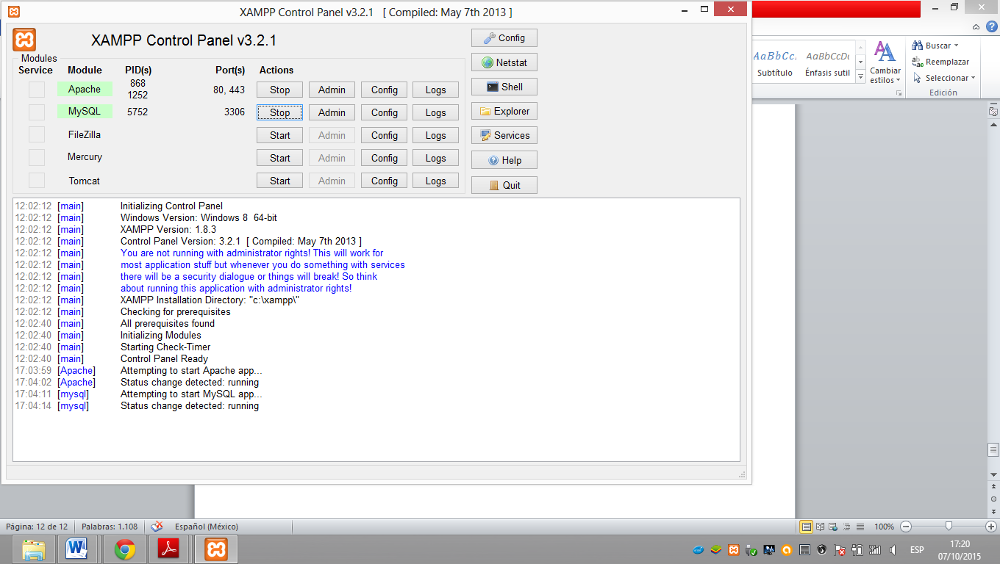 XAMPP Control Panel v3.2.1 [ Compiled: May 7th 2013 ]
XAMPP Control Panel v3.2.1
Config
Netstat
Shell
Explorer
Services
Help
Quit
Modules
Service Module PID(s) Port(s) Actions
Apache 868 1252 80, 443 Stop Admin Config Logs
MySQL 5752 3306 Stop Admin Config Logs
FileZilla Start Admin Config Logs
Mercury Start Admin Config Logs
Tomcat Start Admin Config Logs
12:02:12 [main] Initializing Control Panel
12:02:12 [main] Windows Version: Windows 8 64-bit
12:02:12 [main] XAMPP Version: 1.8.3
12:02:12 [main] Control Panel Version: 3.2.1 [ Compiled: May 7th 2013 ]
12:02:12 [main] You are not running with administrator rights! This will work for
12:02:12 [main] most application stuff but whenever you do something with services
12:02:12 [main] there will be a security dialogue or things will break! So think
12:02:12 [main] about running this application with administrator rights!
12:02:12 [main] XAMPP Installation Directory: "c:\xampp\"
12:02:12 [main] Checking for prerequisites
12:02:40 [main] All prerequisites found
12:02:40 [main] Initializing Modules
12:02:40 [main] Starting Check-Timer
12:02:40 [main] Control Panel Ready
17:03:59 [Apache] Attempting to start Apache app...
17:04:02 [Apache] Status change detected: running
17:04:11 [mysql] Attempting to start MySQL app...
17:04:14 [mysql] Status change detected: running
AaBbCc. AaBbCcDc
Subtítulo Énfasis sutil
Cambiar
estilos
Buscar
Reemplazar
Seleccionar
Edición
Página: 12 de 12 Palabras: 1.108 Español (México) 100%
ESP
17:20
07/10/2015